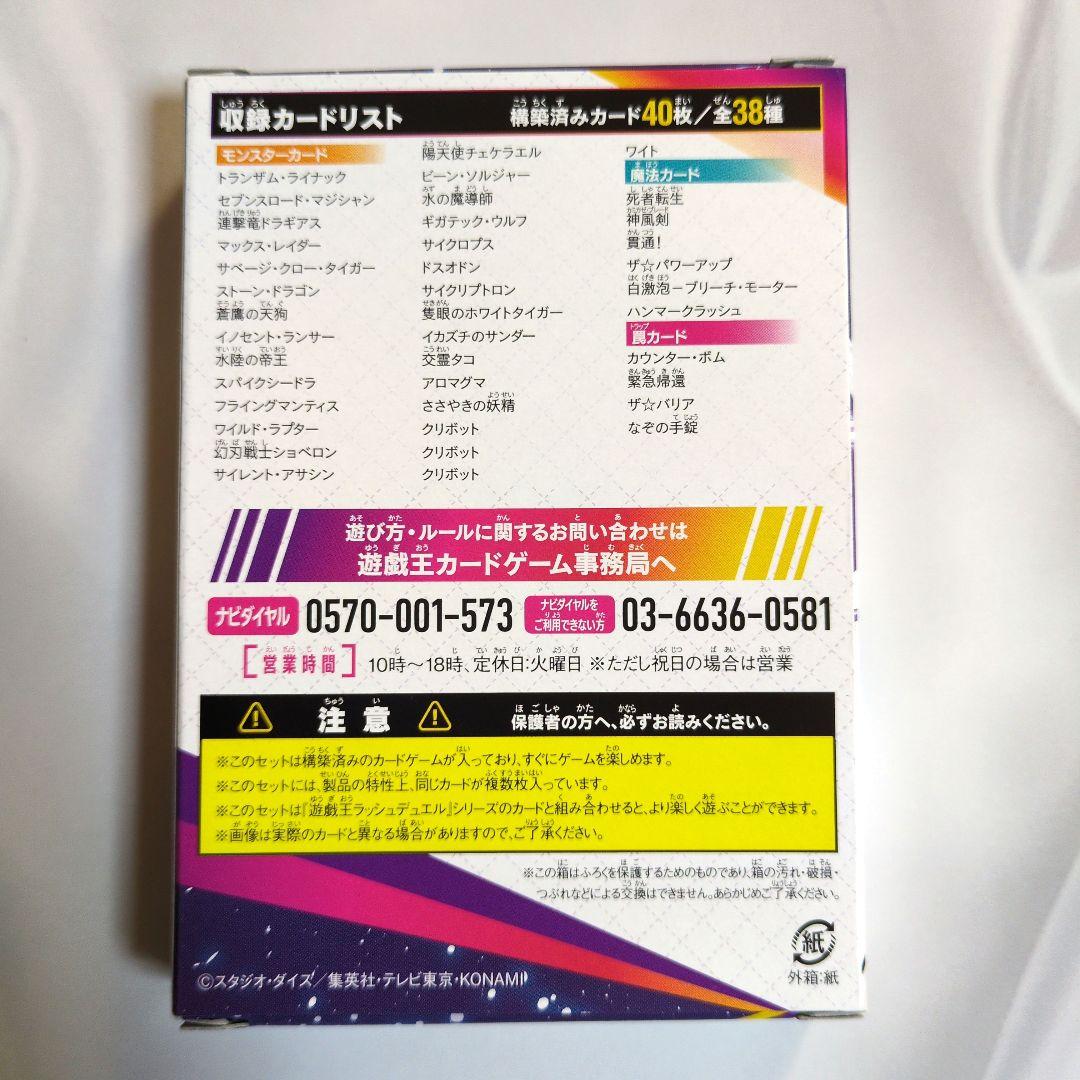 収録カードリスト
構築済みカード40枚/全38種
モンスターカード
トランザム・ライナック
セブンスロード・マジシャン
連撃竜ドラギアス
マックス・レイダー
サベージ・クロー・タイガー
ストーン・ドラゴン
蒼鷹の天狗
イノセント・ランサー
水陸の帝王
スパイクシードラ
フライングマンティス
ワイルド・ラプター
幻刃戦士ショベロン
サイレント・アサシン
陽天使チェケラエル
ビーン・ソルジャー
水の魔導師
ギガテック・ウルフ
サイクロプス
ドスオドン
サイクリプトロン
隻眼のホワイトタイガー
イカズチのサンダー
交霊タコ
アロマグマ
ささやきの妖精
クリボット
クリボット
クリボット
ワイト
魔法カード
死者転生
神風剣
貫通!
ザ☆パワーアップ
白激泡-ブリーチ・モーター
ハンマークラッシュ
罠カード
カウンター・ボム
緊急帰還
ザ☆バリア
なぞの手錠
遊び方・ルールに関するお問い合わせは
遊戯王カードゲーム事務局へ
ナビダイヤル 0570-001-573
ナビダイヤルを
ご利用できない方
03-6636-0581
[営業時間] 10時〜18時、定休日:火曜日 ※ただし祝日の場合は営業
注意
保護者の方へ、必ずお読みください。
※このセットは構築済みのカードゲームが入っており、すぐにゲームを楽しめます。
※このセットには、製品の特性上、同じカードが複数枚入っています。
※このセットは『遊戯王ラッシュデュエル』シリーズのカードと組み合わせると、より楽しく遊ぶことができます。
※画像は実際のカードと異なる場合がありますので、ご了承ください。
※この箱はふろくを保護するためのものであり、箱の汚れ・破損・
つぶれなどによる交換はできません。あらかじめご了承ください。
紙
外箱:紙
©スタジオ・ダイス/集英社・テレビ東京・KONAMI